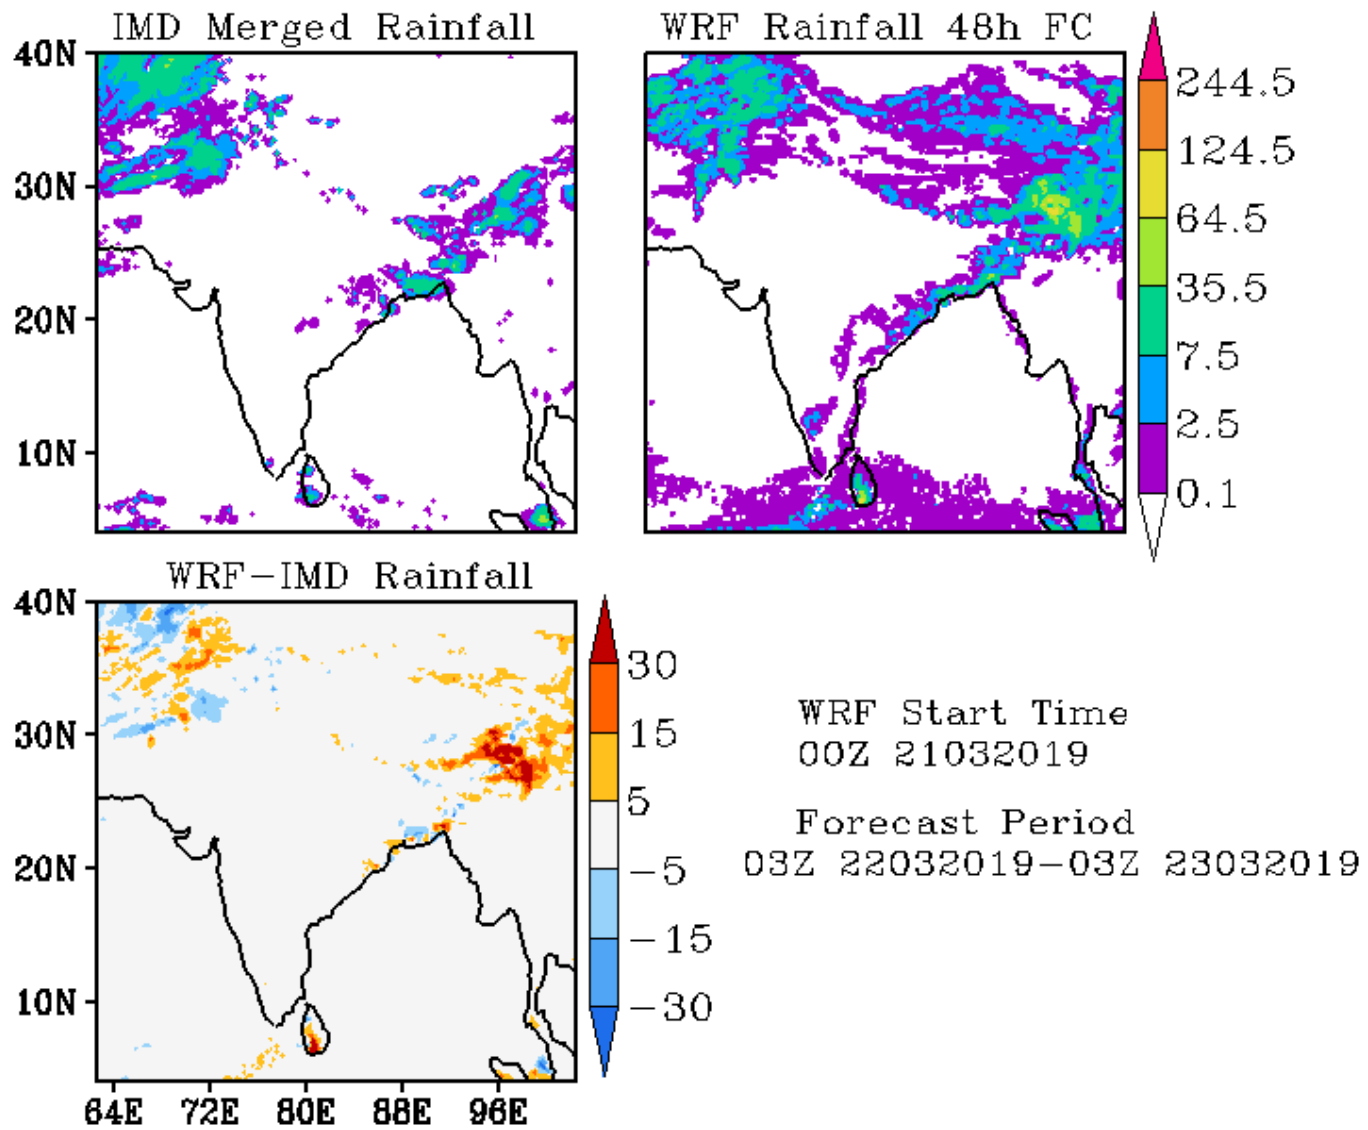 IMD Merged Rainfall
WRF Rainfall 48h FC
40N
30N
20N
10N
244.5
124.5
64.5
35.5
7.5
2.5
0.1
WRF-IMD Rainfall
40N
30N
20N
10N
64E 72E 80E 88E 96E
30
15
5
-5
-15
-30
WRF Start Time
00Z 21032019
Forecast Period
03Z 22032019-03Z 23032019